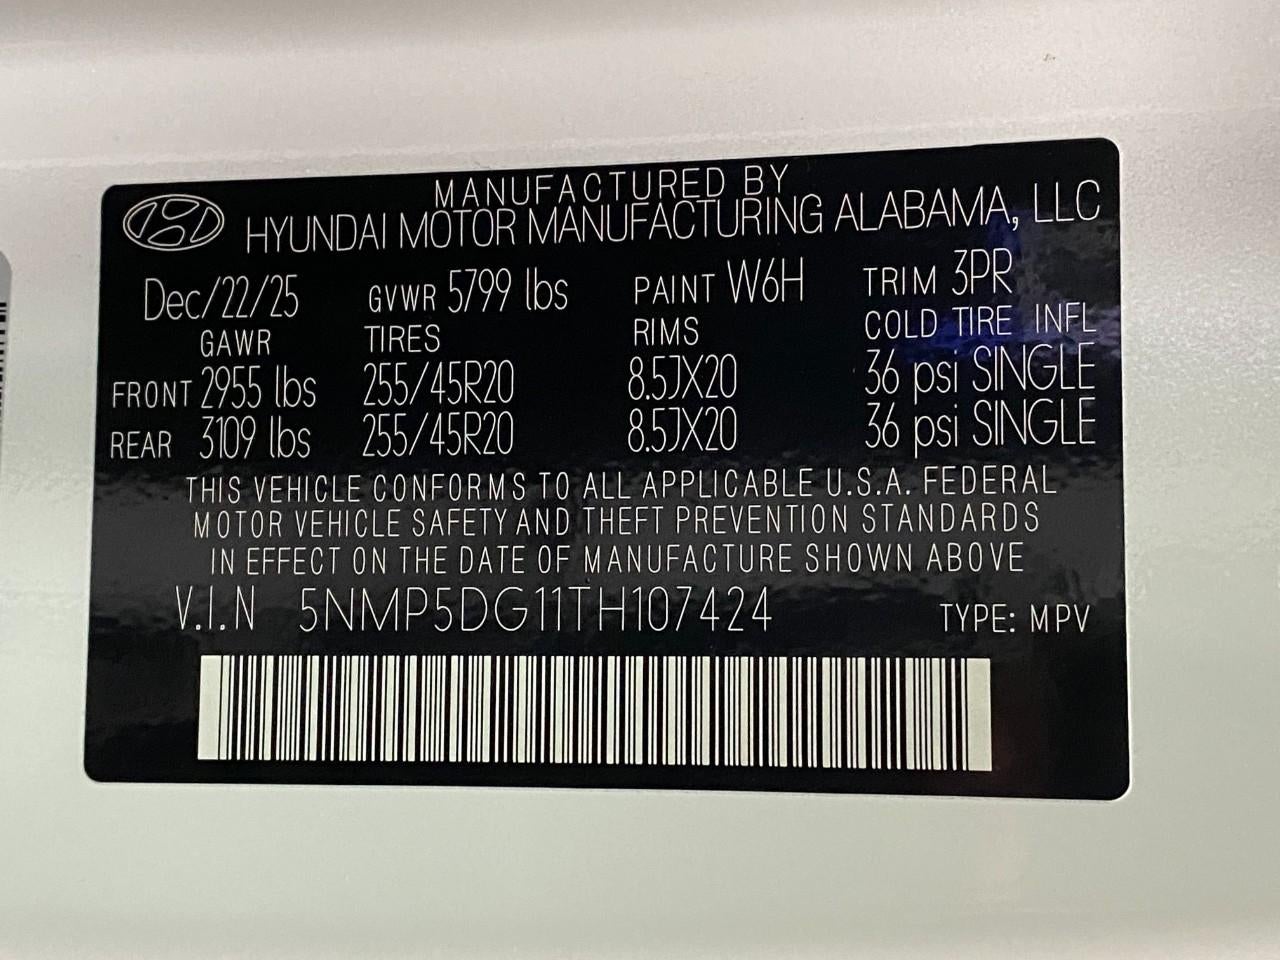 MANUFACTURED BY
HYUNDAI MOTOR MANUFACTURING ALABAMA, LLC
Dec/22/25 GVWR 5799 lbs PAINT W6H TRIM 3PR
GAWR TIRES RIMS COLD TIRE INFL
FRONT 2955 lbs 255/45R20 8.5JX20 36 psi SINGLE
REAR 3109 lbs 255/45R20 8.5JX20 36 psi SINGLE
THIS VEHICLE CONFORMS TO ALL APPLICABLE U.S.A. FEDERAL
MOTOR VEHICLE SAFETY AND THEFT PREVENTION STANDARDS
IN EFFECT ON THE DATE OF MANUFACTURE SHOWN ABOVE
V.I.N 5NMP5DG11TH107424 TYPE: MPV